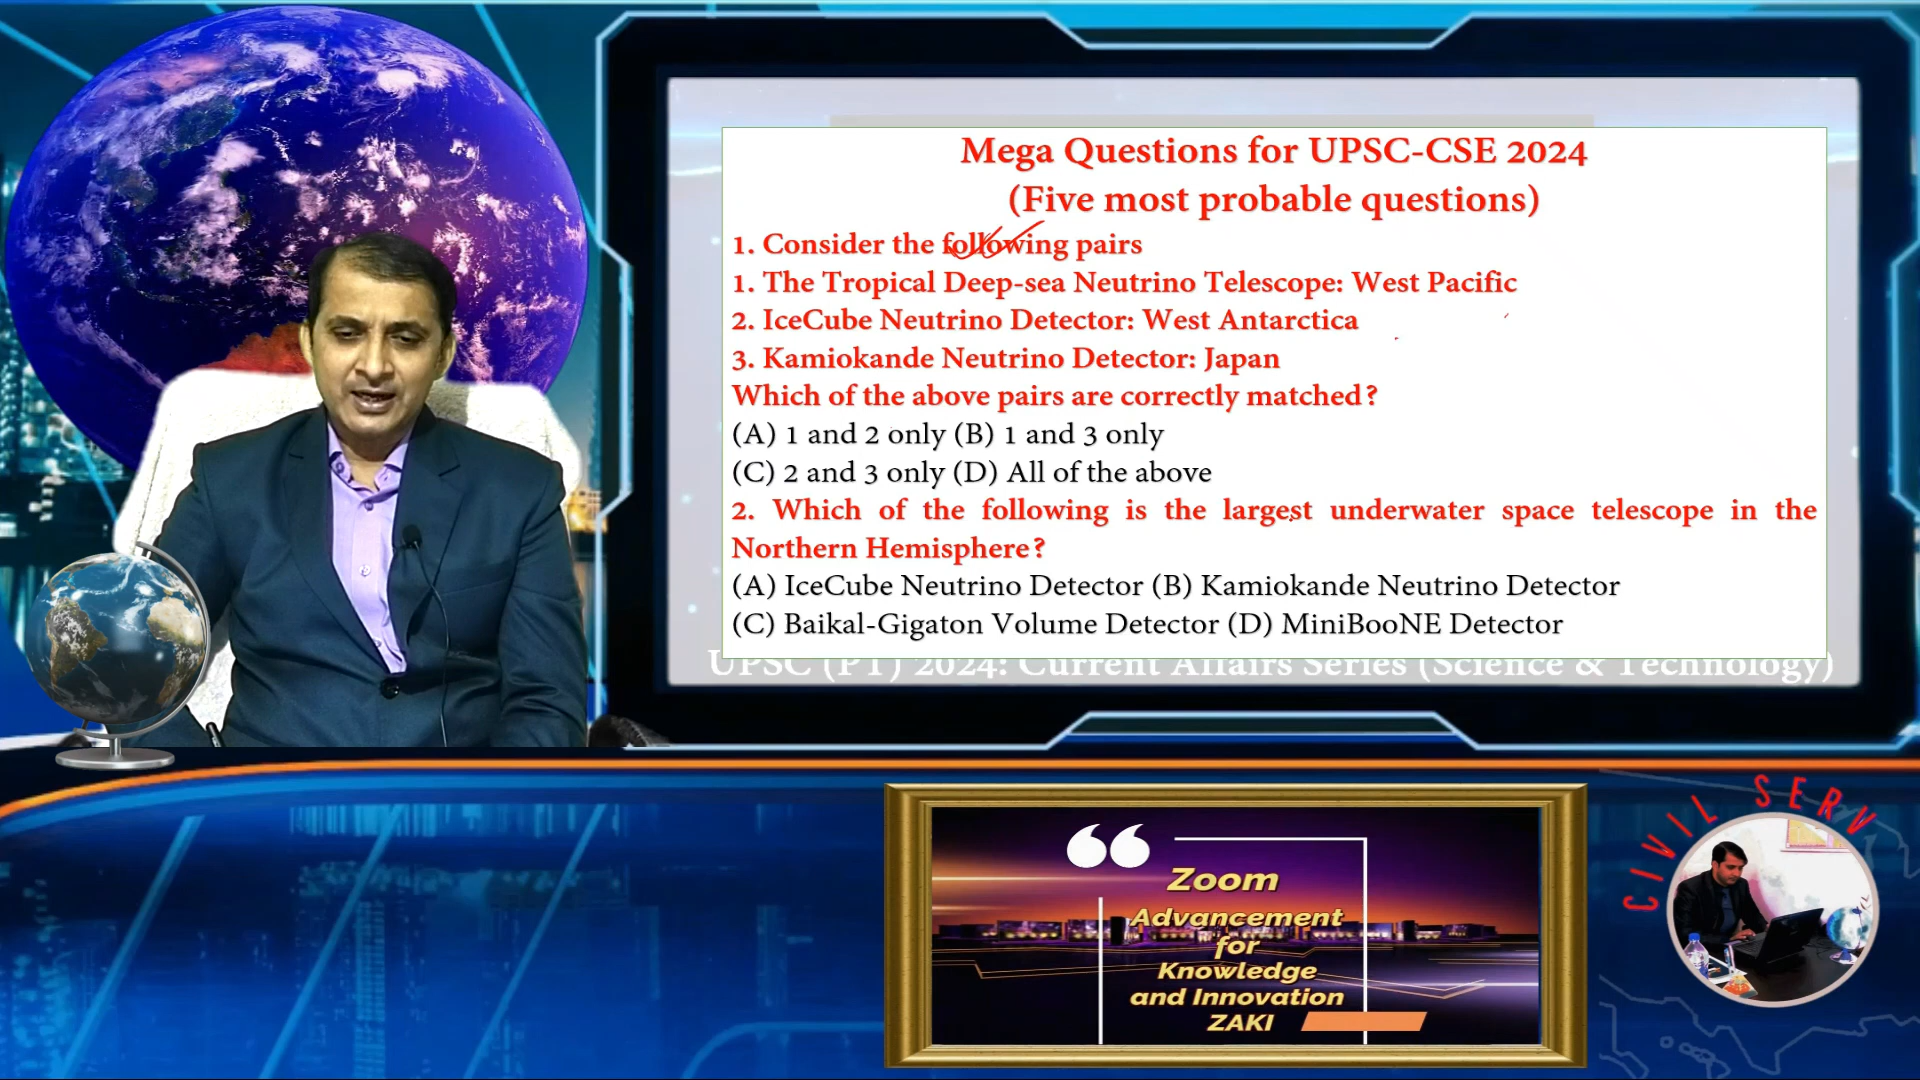 Mega Questions for UPSC-CSE 2024
(Five most probable questions)
1. Consider the following pairs
1. The Tropical Deep-sea Neutrino Telescope: West Pacific
2. IceCube Neutrino Detector: West Antarctica
3. Kamiokande Neutrino Detector: Japan
Which of the above pairs are correctly matched?
(A) 1 and 2 only (B) 1 and 3 only
(C) 2 and 3 only (D) All of the above
2. Which of the following is the largest underwater space telescope in the
Northern Hemisphere?
(A) IceCube Neutrino Detector (B) Kamiokande Neutrino Detector
(C) Baikal-Gigaton Volume Detector (D) MiniBooNE Detector
UPSC (PT) 2024: Current Affairs Series (Science & Technology)
Zoom
Advancement
for
Knowledge
and Innovation
ZAKI
CIVIL SERV